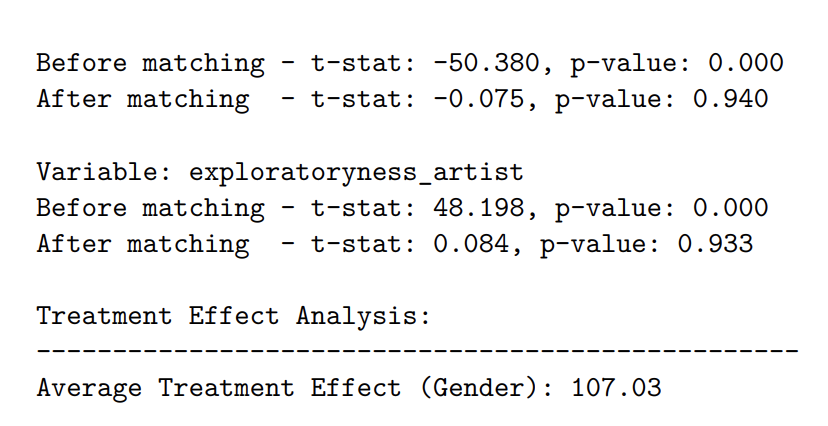 Before matching - t-stat: -50.380, p-value: 0.000
After matching  - t-stat: -0.075, p-value: 0.940
Variable: exploratoryness_artist
Before matching - t-stat: 48.198, p-value: 0.000
After matching  - t-stat: 0.084, p-value: 0.933
Treatment Effect Analysis:
--------------------------------------------------
Average Treatment Effect (Gender): 107.03